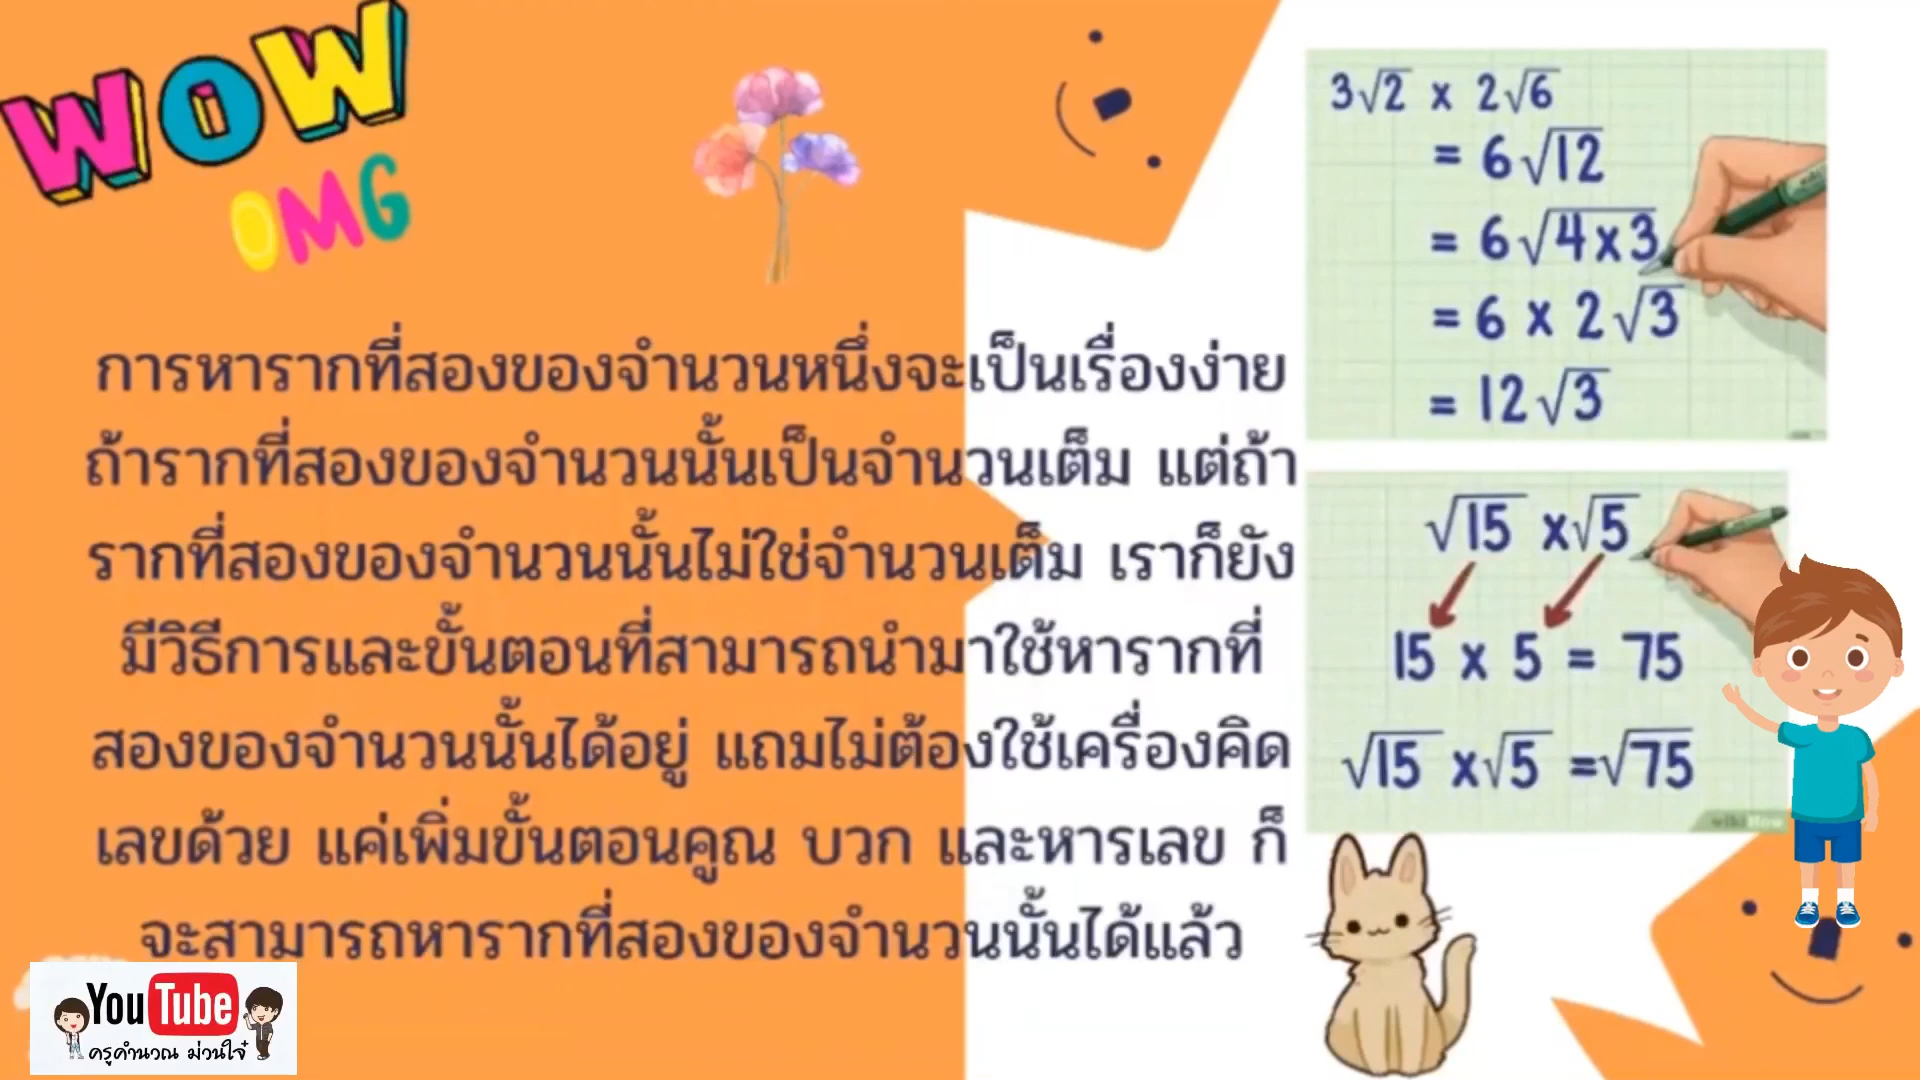 WOW
OMG
การหารากที่สองของจำนวนหนึ่งจะเป็นเรื่องง่าย
ถ้ารากที่สองของจำนวนนั้นเป็นจำนวนเต็ม แต่ถ้า
รากที่สองของจำนวนนั้นไม่ใช่จำนวนเต็ม เราก็ยัง
มีวิธีการและขั้นตอนที่สามารถนำมาใช้หารากที่
สองของจำนวนนั้นได้อยู่ แถมไม่ต้องใช้เครื่องคิด
เลขด้วย แค่เพิ่มขั้นตอนคูณ บวก และหารเลข ก็
จะสามารถหารากที่สองของจำนวนนั้นได้แล้ว
3√2 x 2√6
= 6√12
= 6√4x3
= 6 x 2√3
= 12√3
√15 x√5
15 x 5 = 75
√15 x√5 =√75
wikiHow
YouTube
ครูคำนวณ ม่วนใจ๋